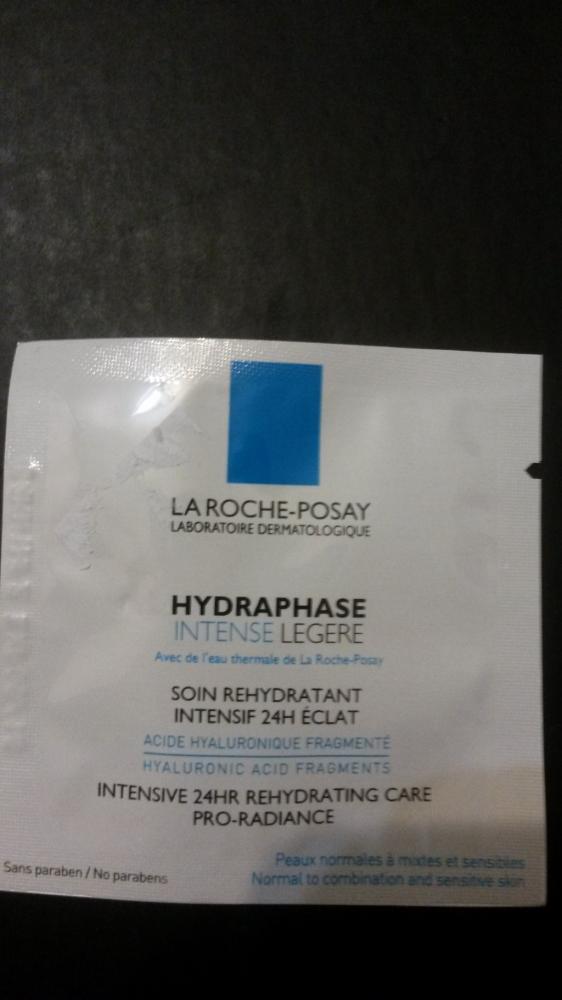 LA ROCHE-POSAY
LABORATOIRE DERMATOLOGIQUE
HYDRAPHASE
INTENSE LEGERE
Avec de l'eau thermale de La Roche-Posay
SOIN REHYDRATANT
INTENSIF 24H ÉCLAT
ACIDE HYALURONIQUE FRAGMENTÉ
HYALURONIC ACID FRAGMENTS
INTENSIVE 24HR REHYDRATING CARE
PRO-RADIANCE
Sans paraben / No parabens
Peaux normales à mixtes et sensibles
Normal to combination and sensitive skin